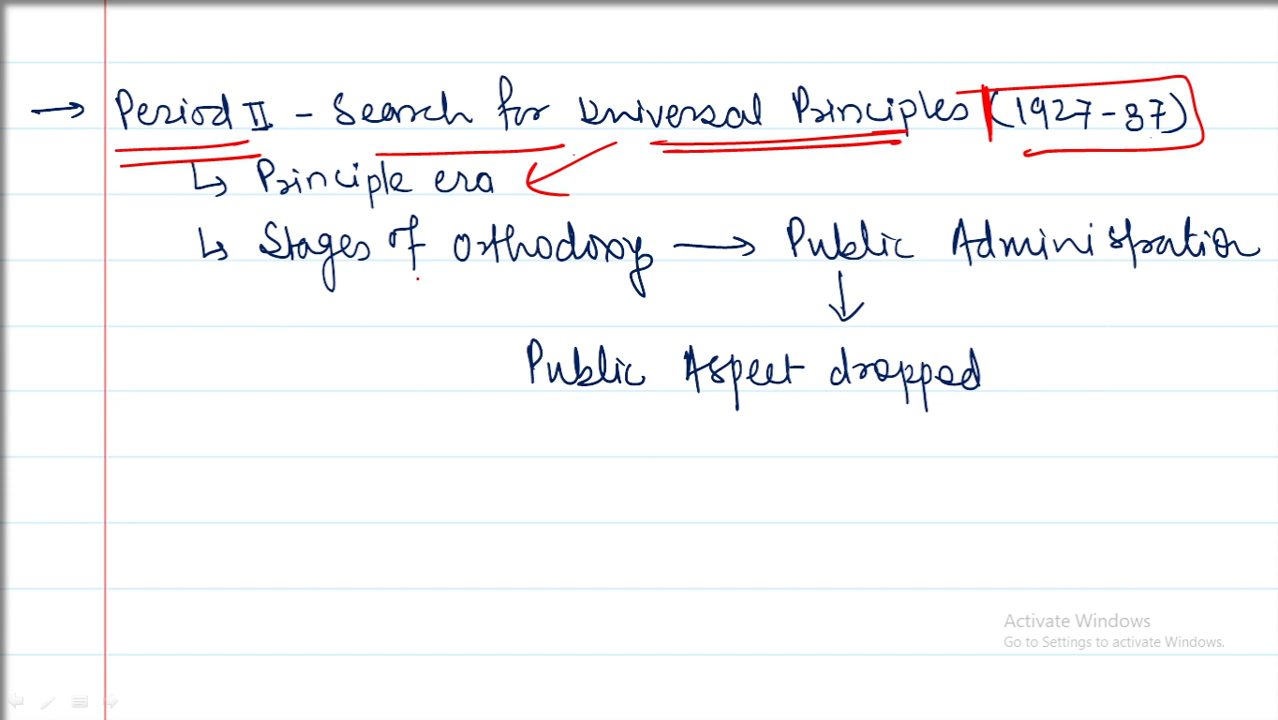 → Period II - Search for Universal Principles (1927-37)
↳ Principle era
↳ Stages of Orthodoxy → Public Administration
↓
Public Aspect dropped
Activate Windows
Go to Settings to activate Windows.